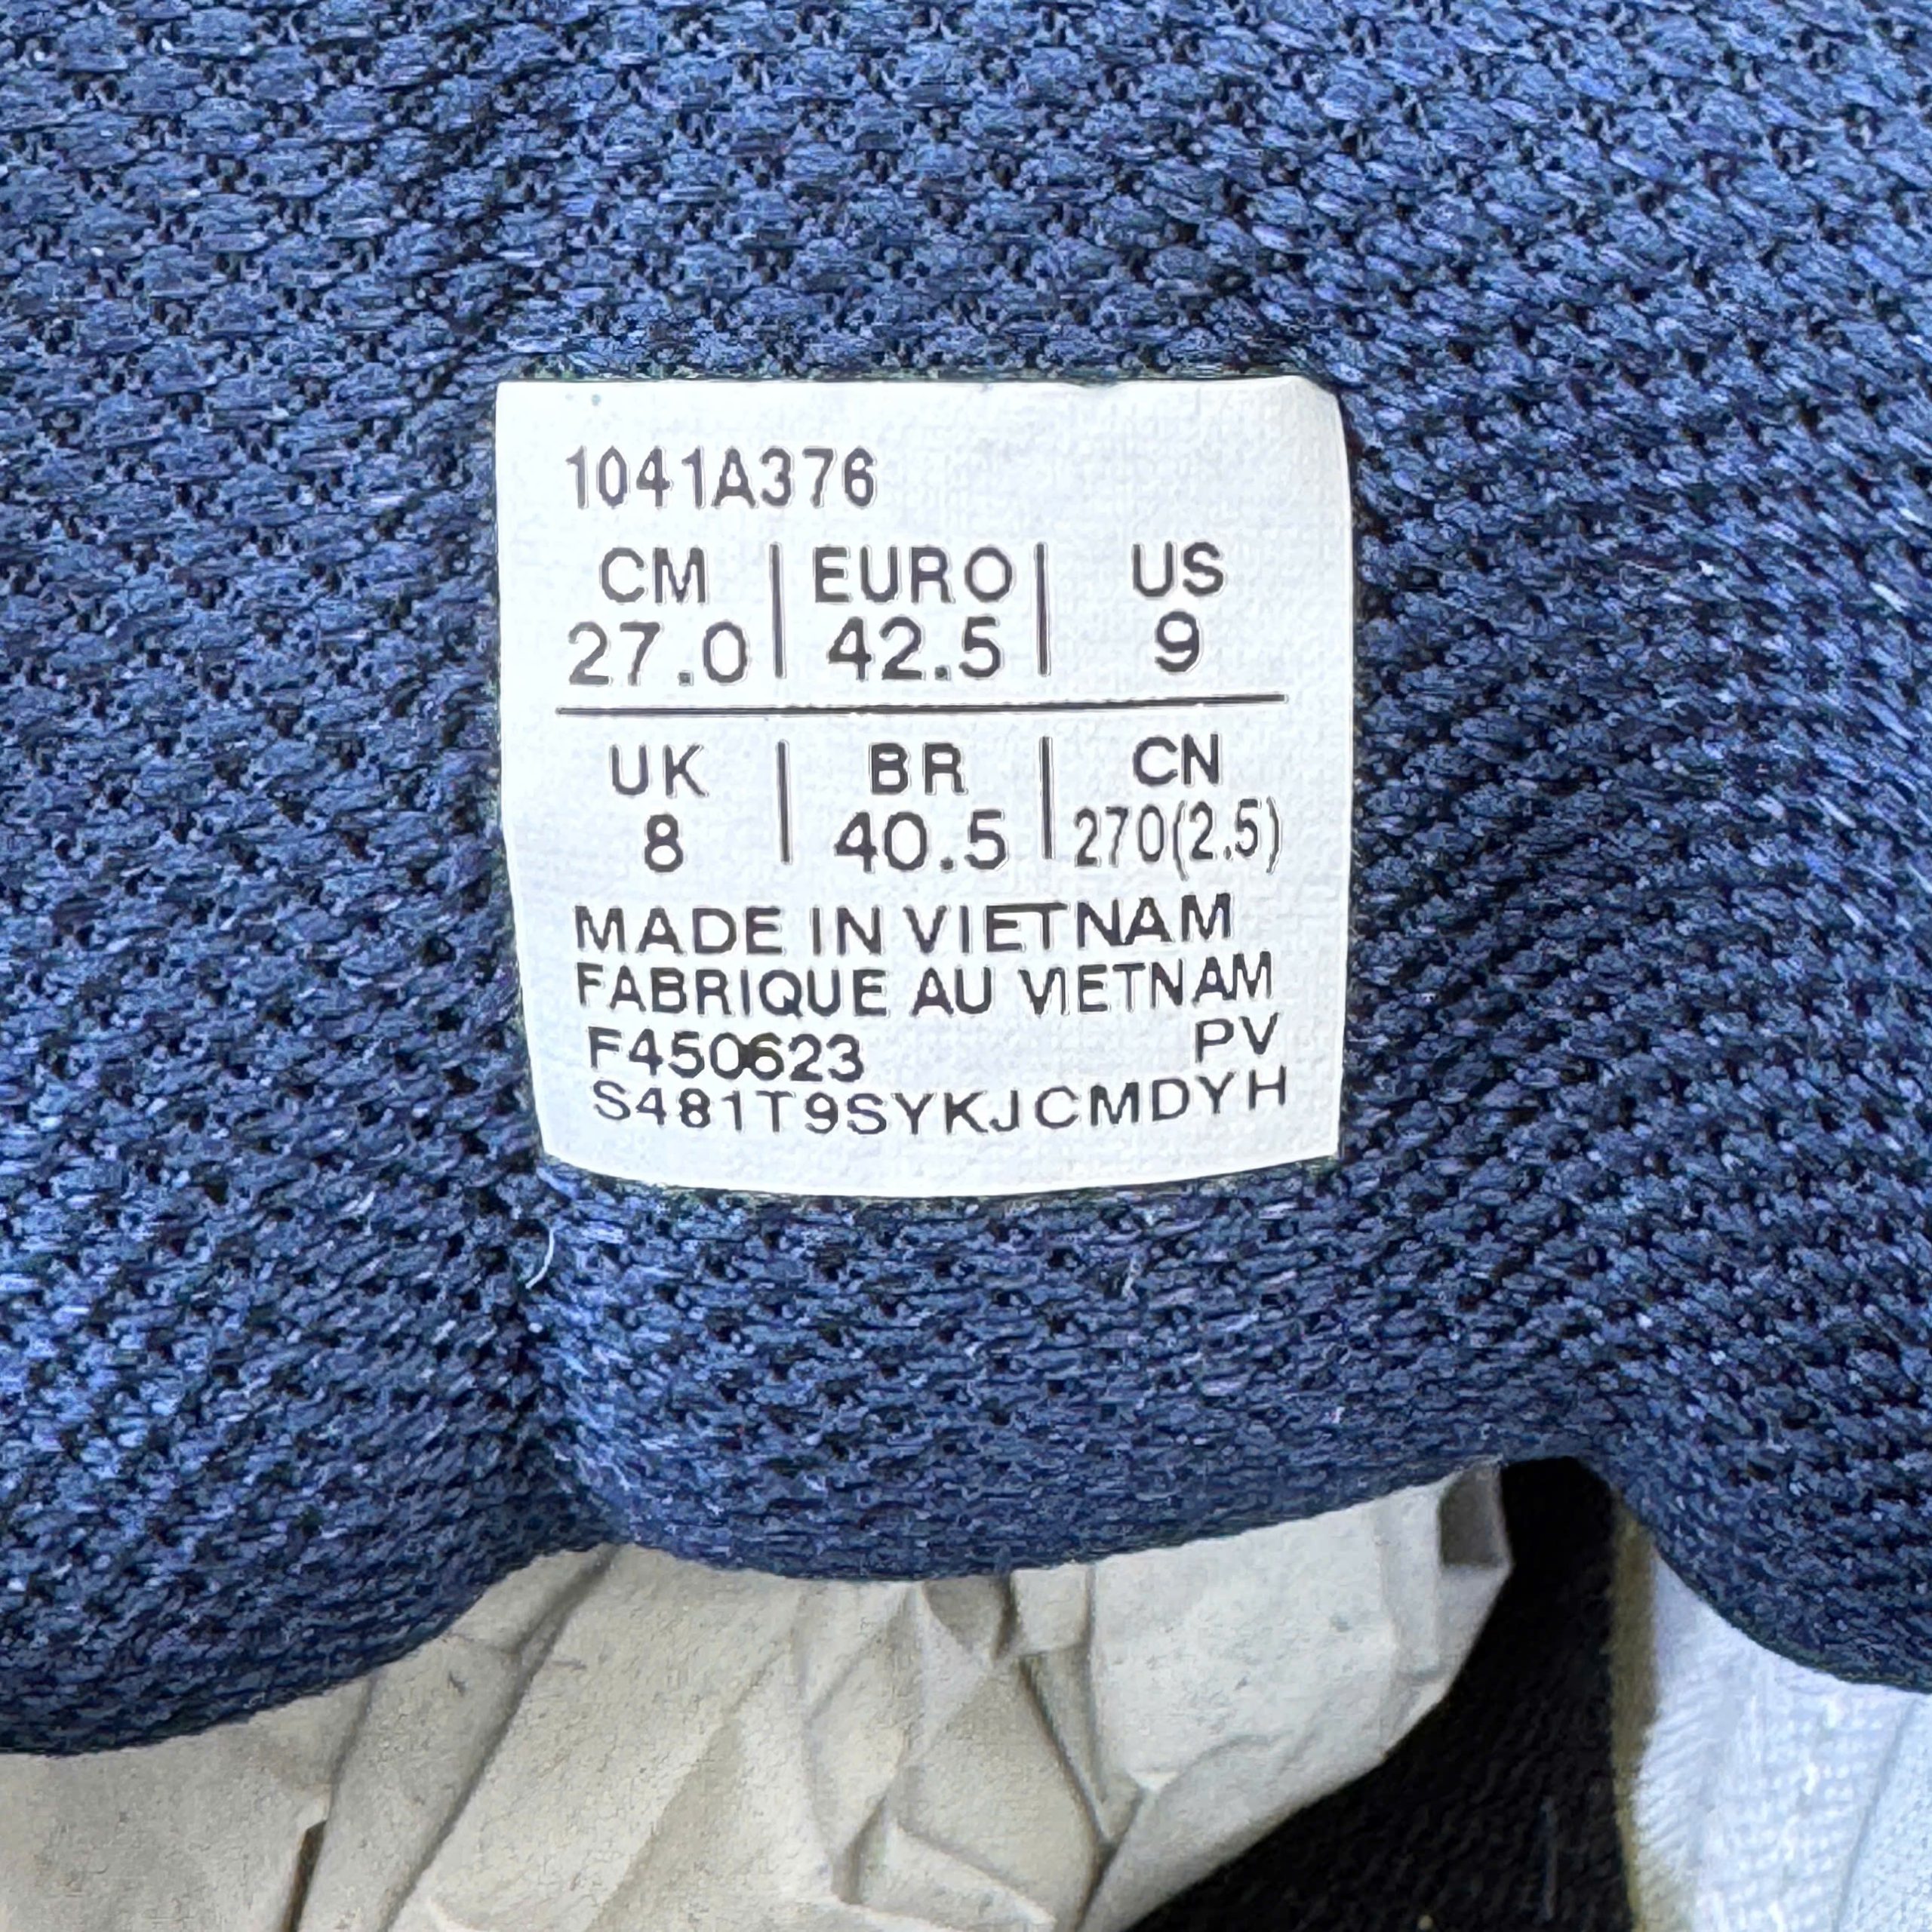 1041A376
CM | EURO | US
27.0 | 42.5 | 9
UK | BR | CN
8 | 40.5 | 270(2.5)
MADE IN VIETNAM
FABRIQUE AU VIETNAM
F450623 PV
S481T9SYKJCMDYH